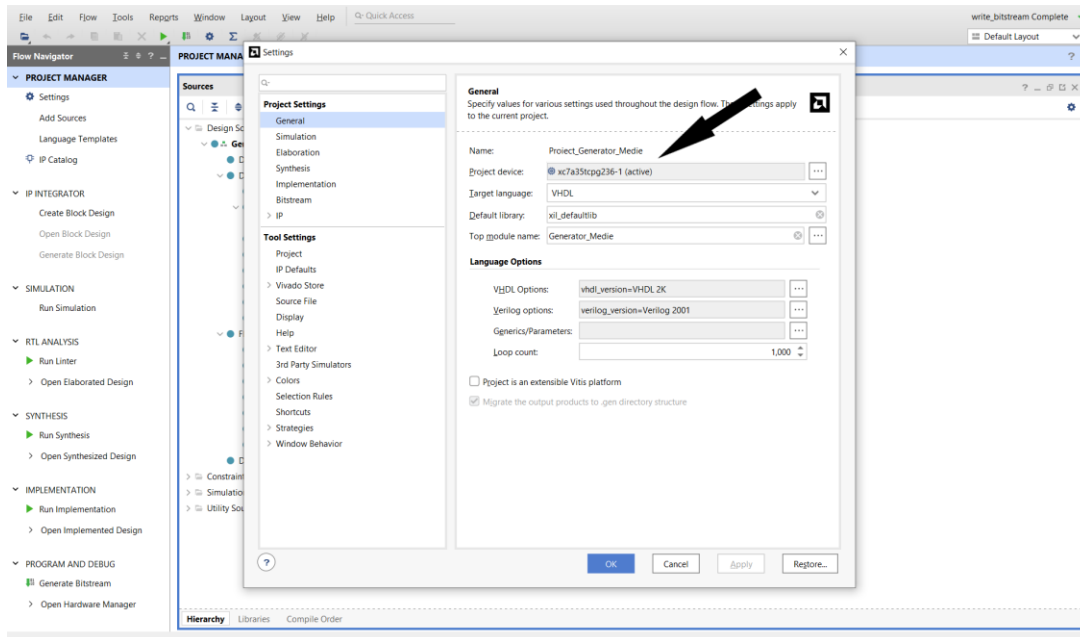 File Edit Flow Tools Reports Window Layout View Help Q- Quick Access write_bitstream Complete
Default Layout
Flow Navigator
PROJECT MANAGER
Settings
Add Sources
Language Templates
IP Catalog
IP INTEGRATOR
Create Block Design
Open Block Design
Generate Block Design
SIMULATION
Run Simulation
RTL ANALYSIS
Run Linter
Open Elaborated Design
SYNTHESIS
Run Synthesis
Open Synthesized Design
IMPLEMENTATION
Run Implementation
Open Implemented Design
PROGRAM AND DEBUG
Generate Bitstream
Open Hardware Manager
PROJECT MANA
Sources
Design So
Ge
Constraint
Simulatio
Utility Sou
Hierarchy Libraries Compile Order
Settings
Q-
Project Settings
General
Simulation
Elaboration
Synthesis
Implementation
Bitstream
IP
Tool Settings
Project
IP Defaults
Vivado Store
Source File
Display
Help
Text Editor
3rd Party Simulators
Colors
Selection Rules
Shortcuts
Strategies
Window Behavior
General
Specify values for various settings used throughout the design flow. settings apply
to the current project.
Name: Project_Generator_Medie
Project device: xc7a35tcpg236-1 (active)
Target language: VHDL
Default library: xil_defaultlib
Top module name: Generator_Medie
Language Options
VHDL Options: vhdl_version=VHDL 2K
Verilog options: verilog_version=Verilog 2001
Generics/Parameters:
Loop count: 1,000
Project is an extensible Vitis platform
Migrate the output products to .gen directory structure
OK Cancel Apply Restore...